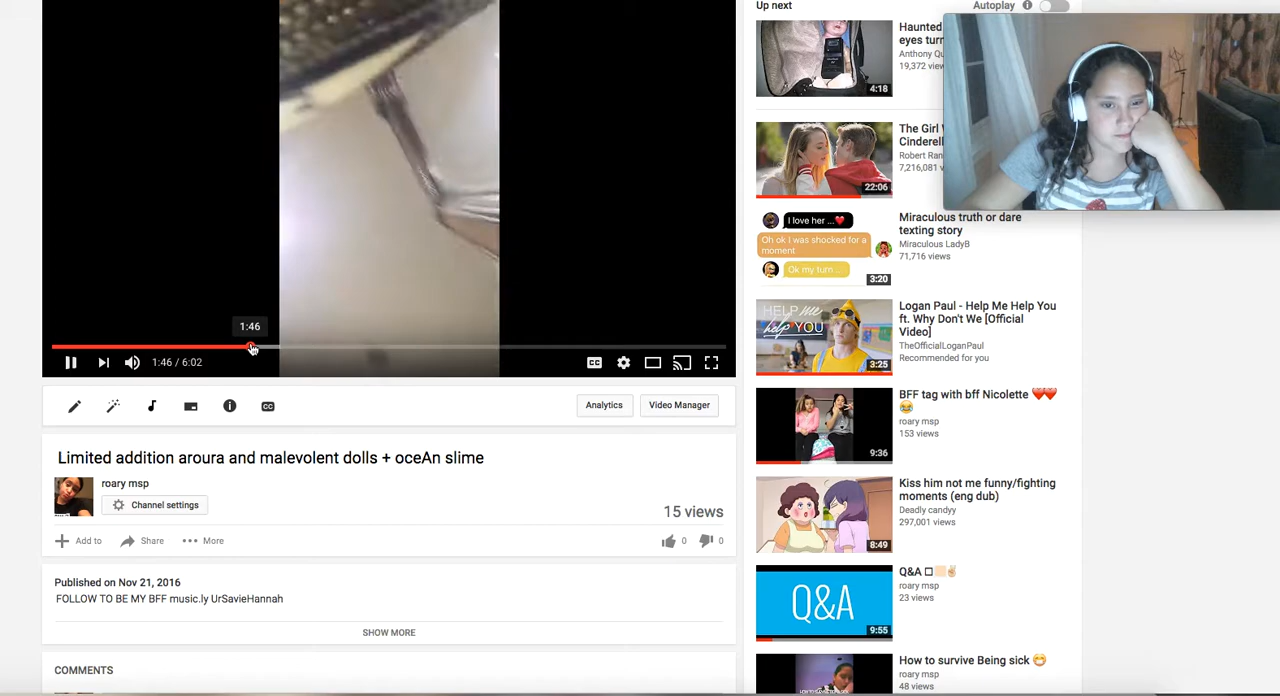 Up next
Autoplay
Haunted
eyes turn
Anthony Qu
19,372 view
4:18
The Girl
Cinderell
Robert Ran
7,216,081 v
22:06
I love her ...❤
Oh ok I was shocked for a
moment
Ok my turn ...
3:20
Miraculous truth or dare
texting story
Miraculous LadyB
71,716 views
HELP ME
help YOU
3:25
Logan Paul - Help Me Help You
ft. Why Don't We [Official
Video]
TheOfficialLoganPaul
Recommended for you
1:46
1:46 / 6:02
CC
Analytics
Video Manager
BFF tag with bff Nicolette ❤❤
😂
roary msp
153 views
9:36
Limited addition aroura and malevolent dolls + oceAn slime
roary msp
Channel settings
15 views
Add to
Share
More
0
0
Kiss him not me funny/fighting
moments (eng dub)
Deadly candyy
297,001 views
8:49
Published on Nov 21, 2016
FOLLOW TO BE MY BFF music.ly UrSavieHannah
SHOW MORE
COMMENTS
Q&A
9:55
Q&A □🏻✌🏻
roary msp
23 views
How to survive Being sick 😷
roary msp
48 views